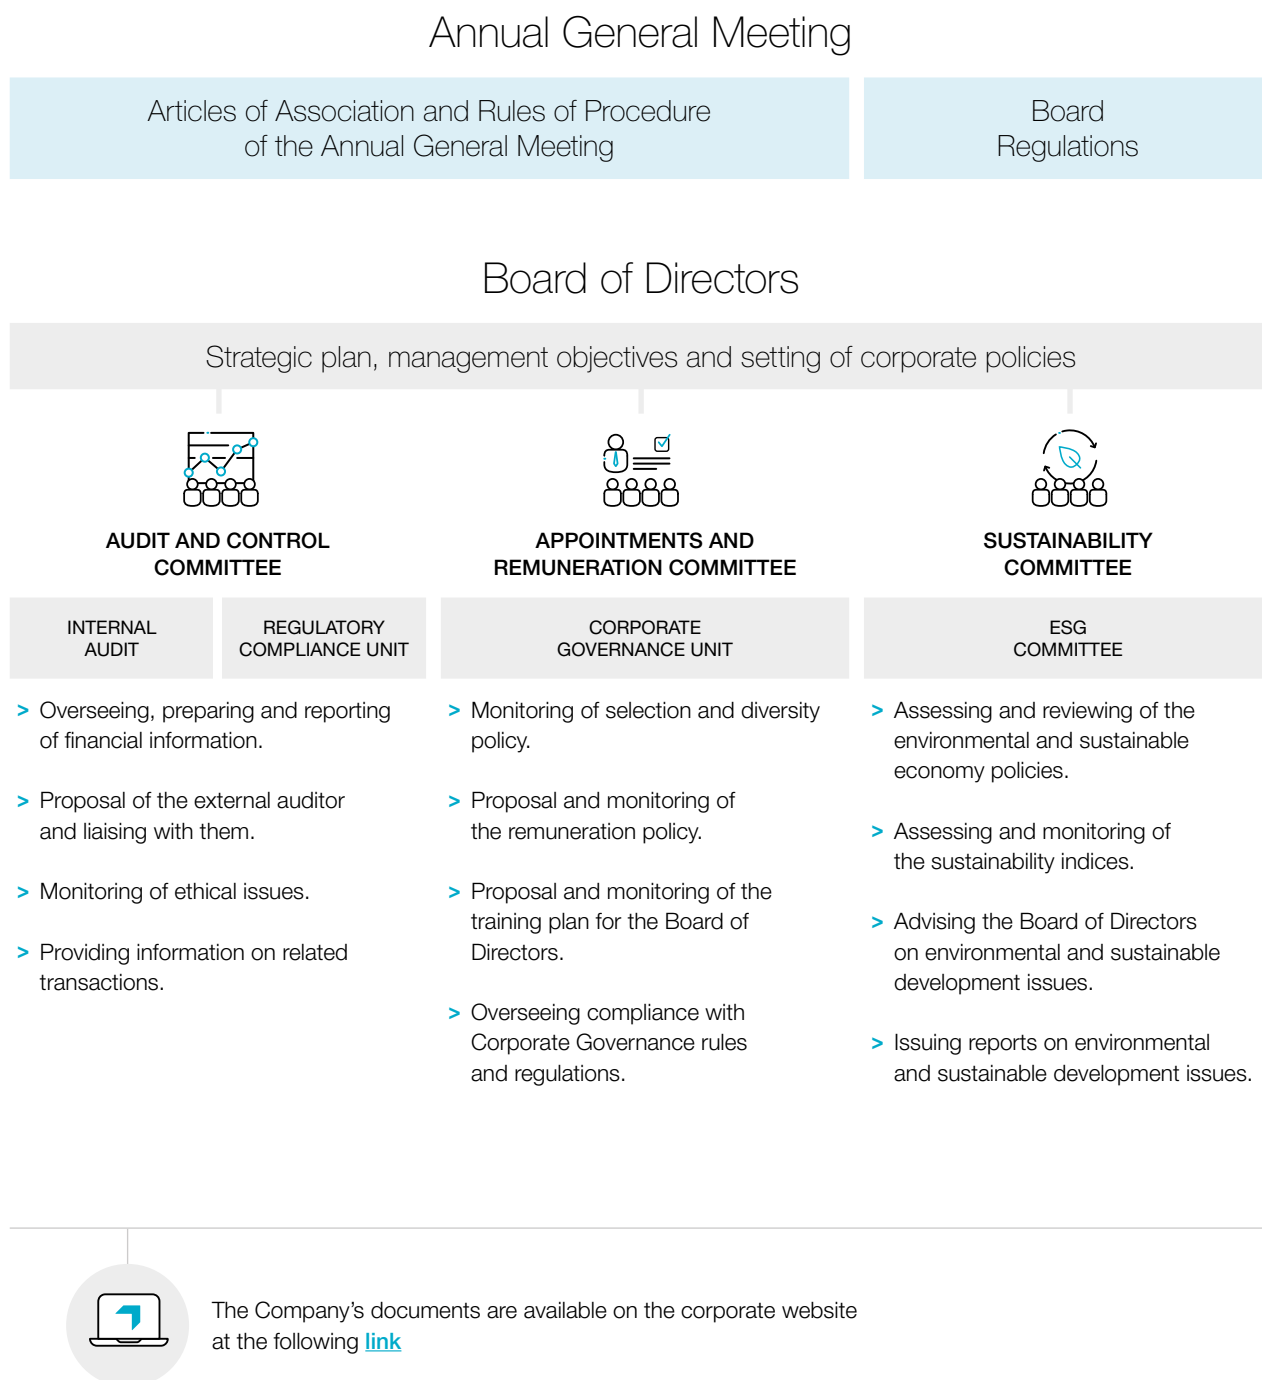 Annual General Meeting
Articles of Association and Rules of Procedure
of the Annual General Meeting
Board
Regulations
Board of Directors
Strategic plan, management objectives and setting of corporate policies
AUDIT AND CONTROL
COMMITTEE
INTERNAL
AUDIT
REGULATORY
COMPLIANCE UNIT
> Overseeing, preparing and reporting
of financial information.
> Proposal of the external auditor
and liaising with them.
> Monitoring of ethical issues.
> Providing information on related
transactions.
APPOINTMENTS AND
REMUNERATION COMMITTEE
CORPORATE
GOVERNANCE UNIT
> Monitoring of selection and diversity
policy.
> Proposal and monitoring of
the remuneration policy.
> Proposal and monitoring of the
training plan for the Board of
Directors.
> Overseeing compliance with
Corporate Governance rules
and regulations.
SUSTAINABILITY
COMMITTEE
ESG
COMMITTEE
> Assessing and reviewing of the
environmental and sustainable
economy policies.
> Assessing and monitoring of
the sustainability indices.
> Advising the Board of Directors
on environmental and sustainable
development issues.
> Issuing reports on environmental
and sustainable development issues.
The Company's documents are available on the corporate website
at the following link